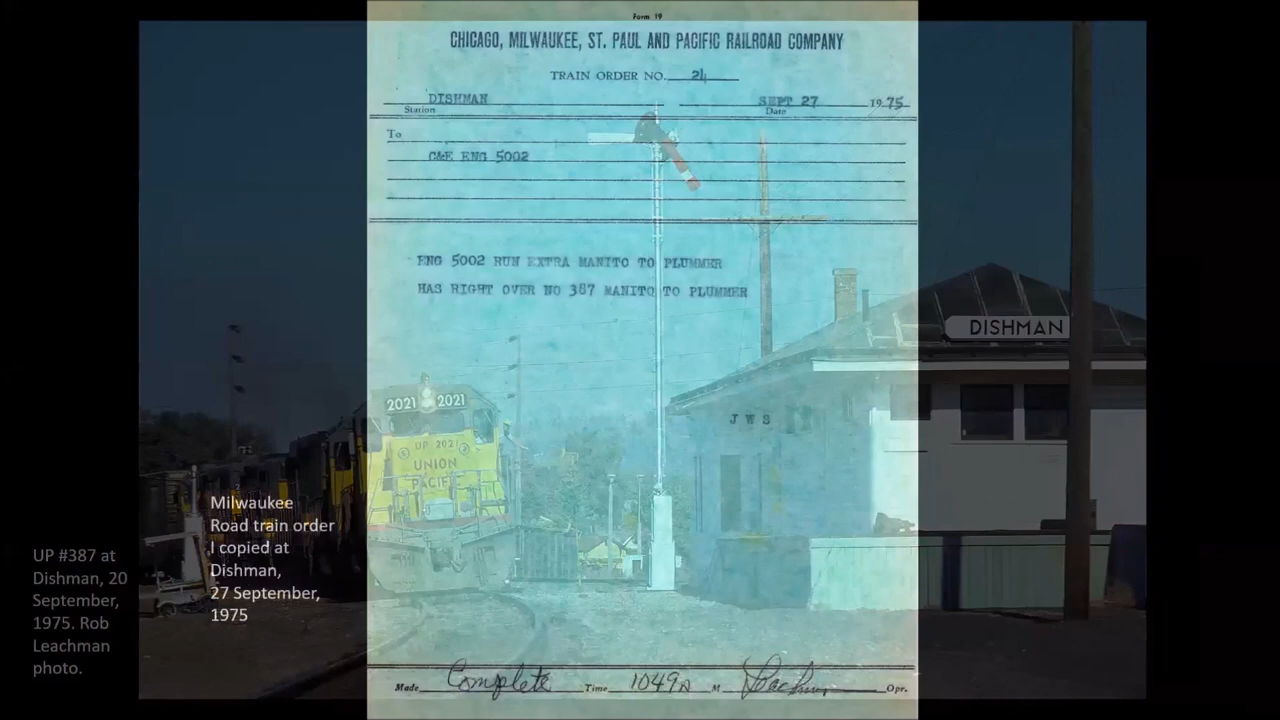 Form 19
CHICAGO, MILWAUKEE, ST. PAUL AND PACIFIC RAILROAD COMPANY
TRAIN ORDER NO. 24
DISHMAN SEPT 27 1975
Station Date
To
C&E ENG 5002
ENG 5002 RUN EXTRA MANITO TO PLUMMER
HAS RIGHT OVER NO 387 MANITO TO PLUMMER
DISHMAN
2021 2021
J W S
UP 2021
UNION
PACIFIC
Milwaukee
Road train order
I copied at
Dishman,
27 September,
1975
UP #387 at
Dishman, 20
September,
1975. Rob
Leachman
photo.
Made Complete Time 1049A M Leachman Opr.